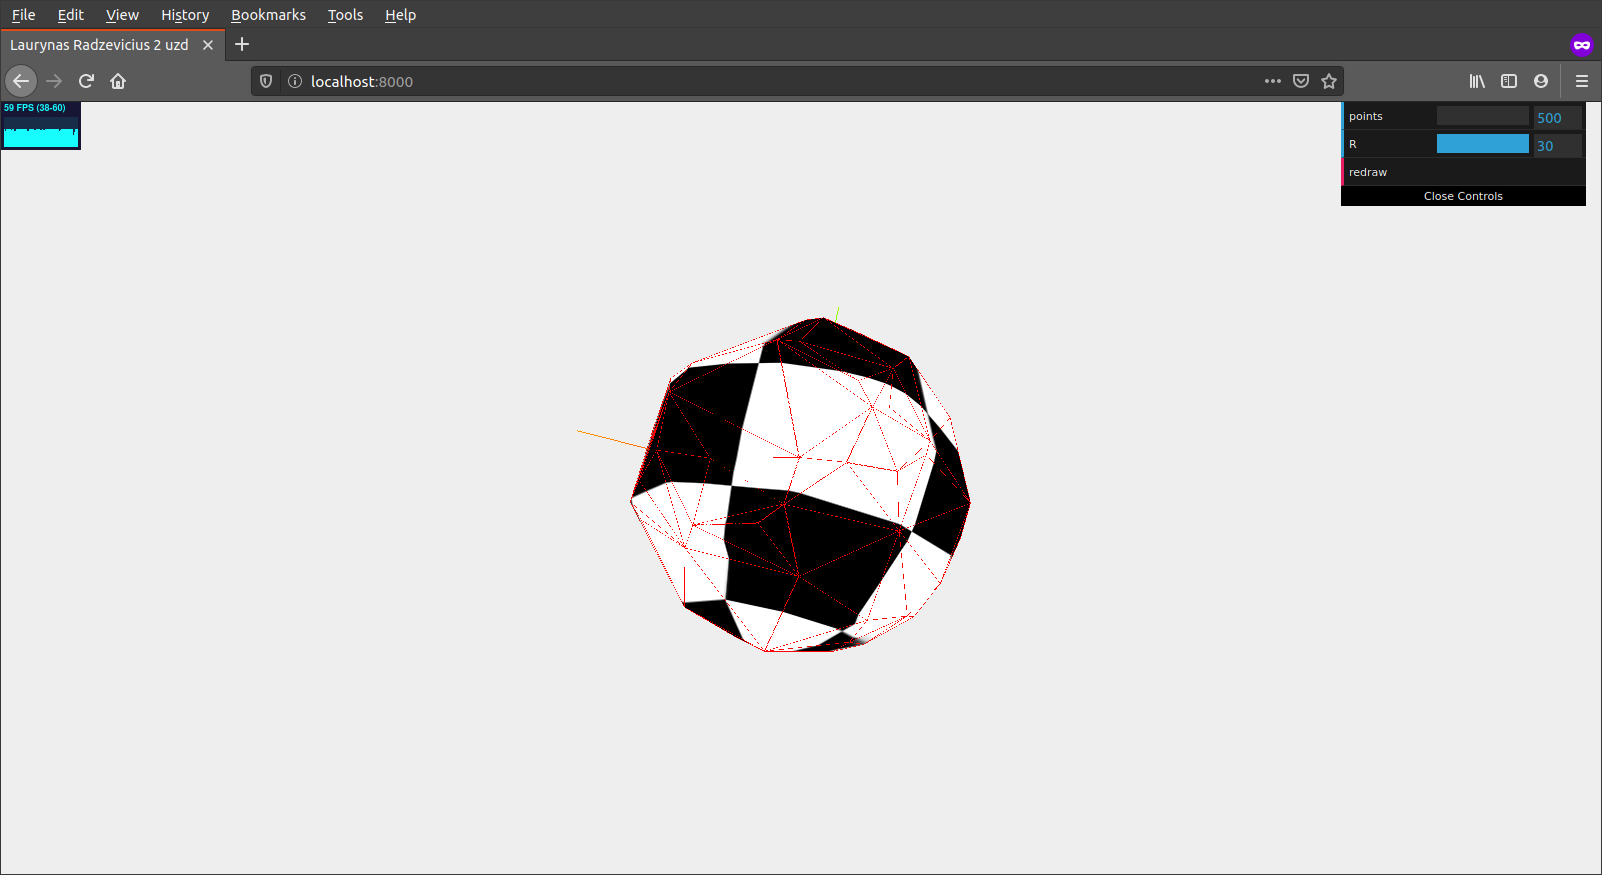 File Edit View History Bookmarks Tools Help
Laurynas Radzevicius 2 uzd
localhost:8000
59 FPS (38-60)
points 500
R 30
redraw
Close Controls